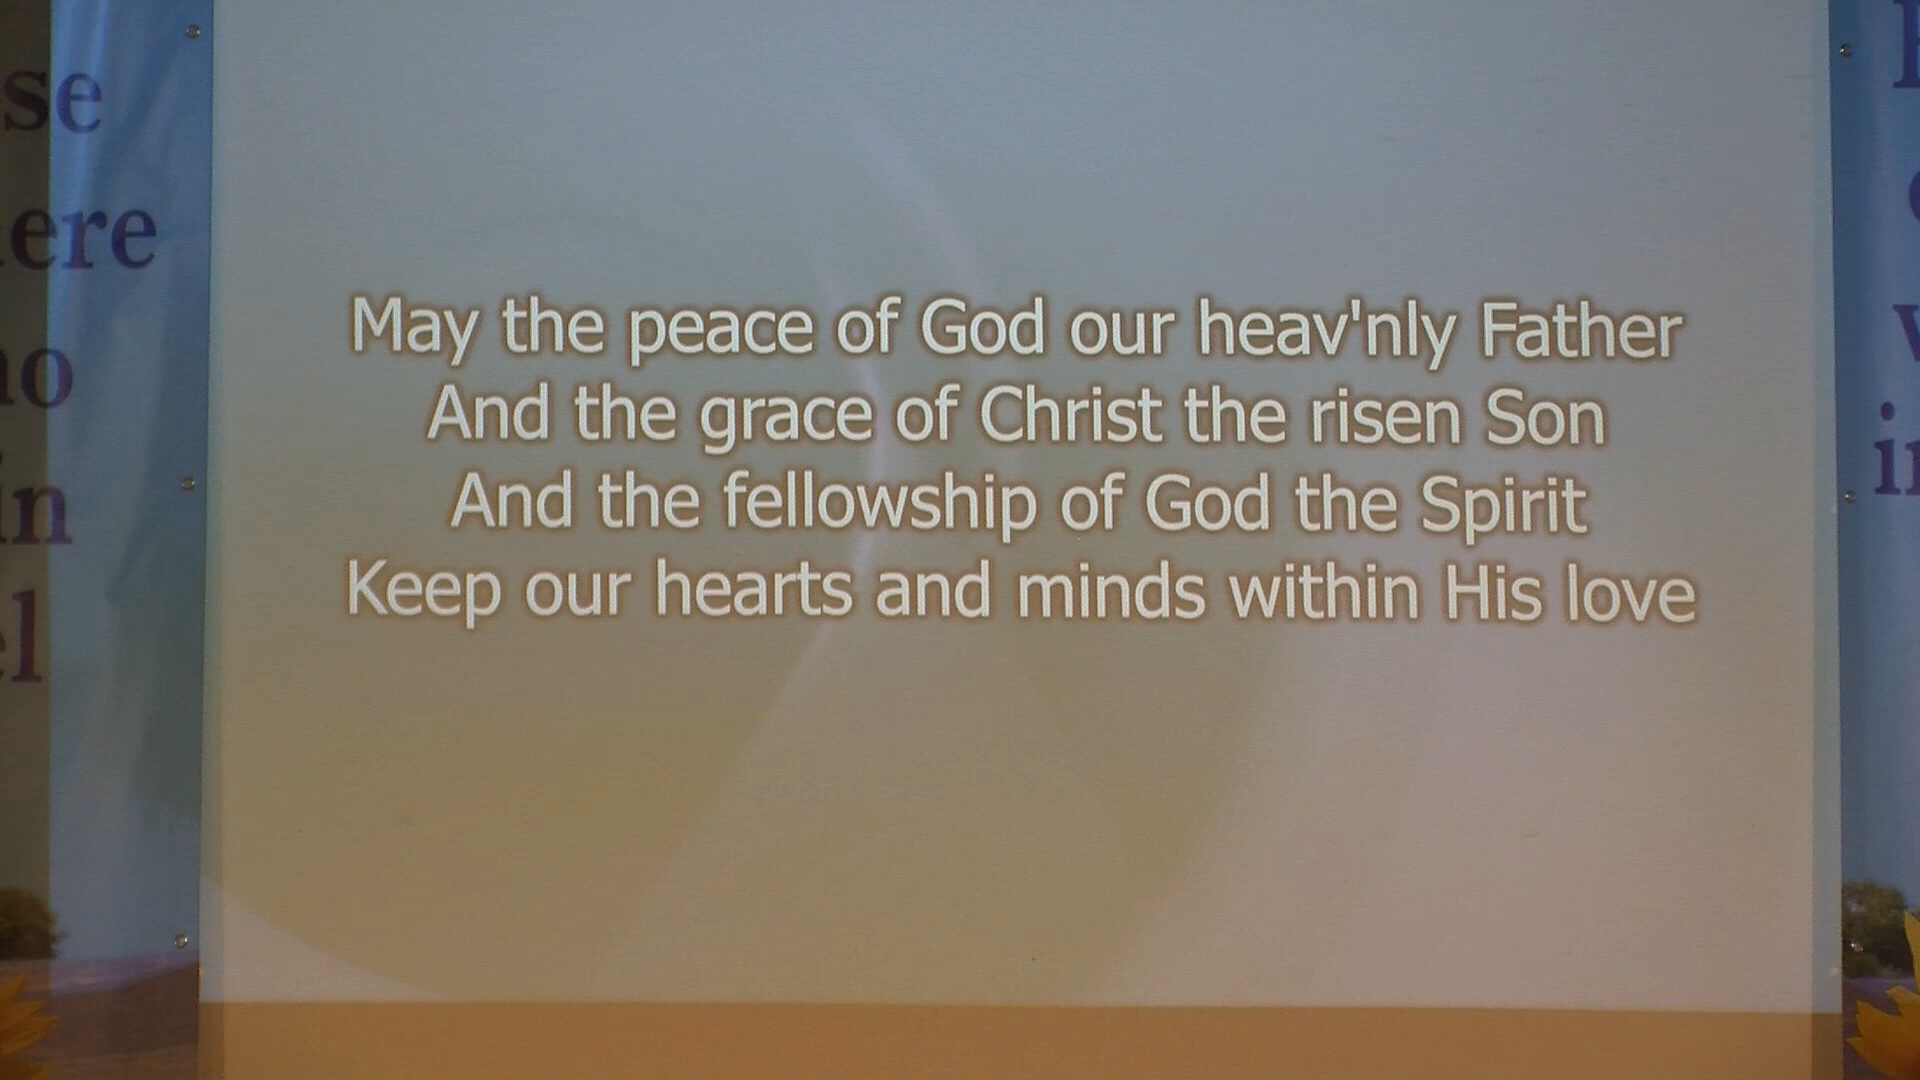 May the peace of God our heav'nly Father
And the grace of Christ the risen Son
And the fellowship of God the Spirit
Keep our hearts and minds within His love